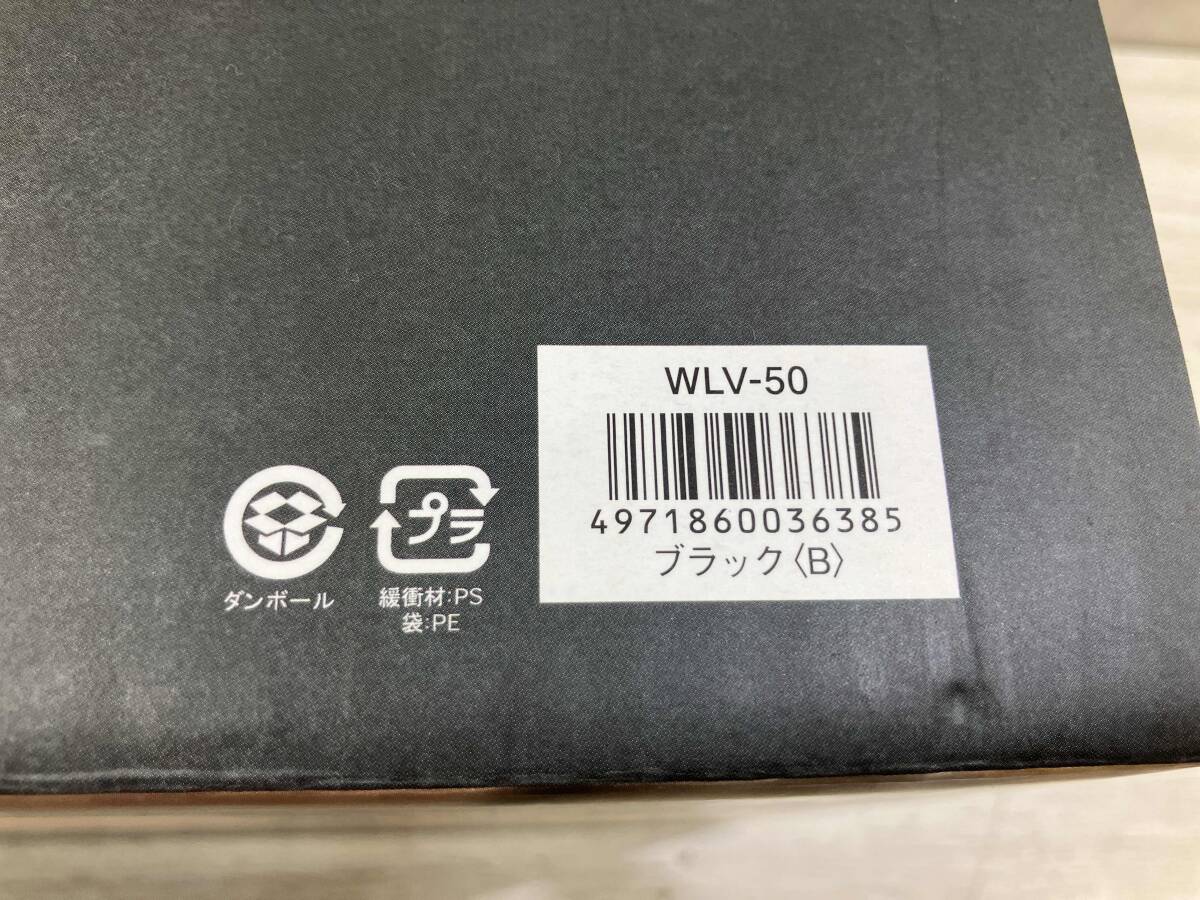 WLV-50
4971860036385
ブラック〈B〉
プラ
ダンボール
緩衝材:PS
袋:PE